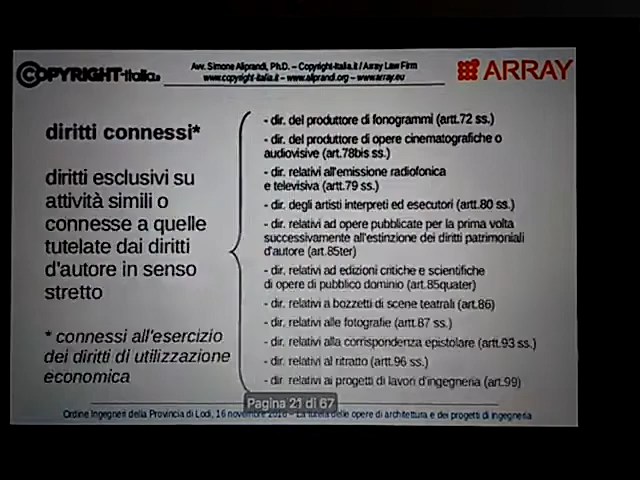 COPYRIGHT-Italia.it
Avv. Simone Aliprandi, Ph.D. – Copyright-Italia.it / Array Law Firm
www.copyright-italia.it – www.aliprandi.org – www.array.eu
ARRAY
diritti connessi*
diritti esclusivi su
attività simili o
connesse a quelle
tutelate dai diritti
d'autore in senso
stretto
* connessi all'esercizio
dei diritti di utilizzazione
economica
- dir. del produttore di fonogrammi (artt.72 ss.)
- dir. del produttore di opere cinematografiche o
audiovisive (art.78bis ss.)
- dir. relativi all'emissione radiofonica
e televisiva (artt.79 ss.)
- dir. degli artisti interpreti ed esecutori (artt.80 ss.)
- dir. relativi ad opere pubblicate per la prima volta
successivamente all'estinzione dei diritti patrimoniali
d'autore (art.85ter)
- dir. relativi ad edizioni critiche e scientifiche
di opere di pubblico dominio (art.85quater)
- dir. relativi a bozzetti di scene teatrali (art.86)
- dir. relativi alle fotografie (artt.87 ss.)
- dir. relativi alla corrispondenza epistolare (artt.93 ss.)
- dir. relativi al ritratto (artt.96 ss.)
- dir. relativi ai progetti di lavori d'ingegneria (art.99)
Pagina 21 di 67
Ordine Ingegneri della Provincia di Lodi, 16 novembre – La tutela delle opere di architettura e dei progetti di ingegneria